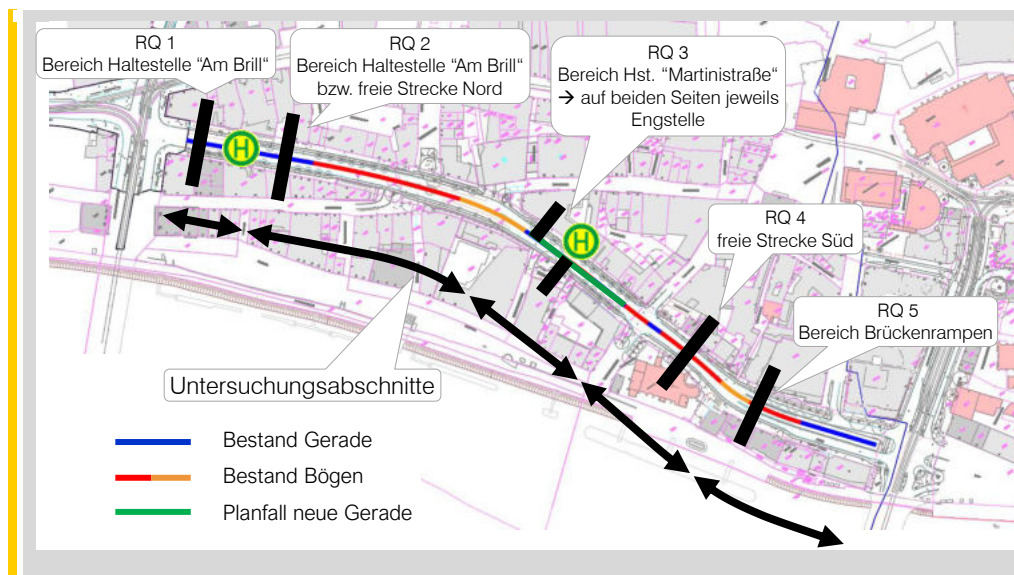 RQ 1
Bereich Haltestelle “Am Brill“
RQ 2
Bereich Haltestelle “Am Brill“
bzw. freie Strecke Nord
RQ 3
Bereich Hst. “Martinistraße“
→ auf beiden Seiten jeweils
Engstelle
H
H
RQ 4
freie Strecke Süd
RQ 5
Bereich Brückenrampen
Untersuchungsabschnitte
Bestand Gerade
Bestand Bögen
Planfall neue Gerade